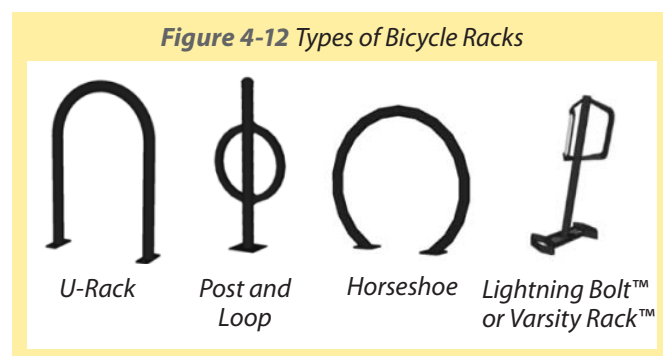 Figure 4-12 Types of Bicycle Racks
U-Rack
Post and
Loop
Horseshoe
Lightning Bolt™
or Varsity Rack™